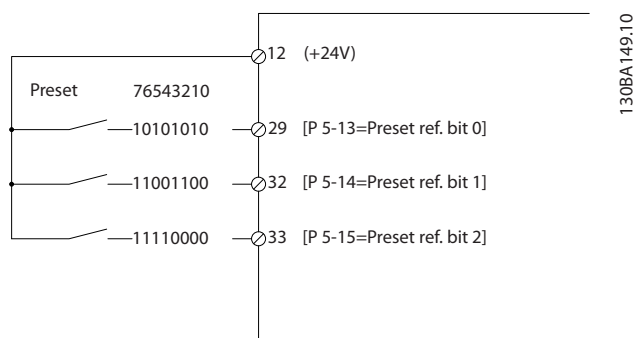 12 (+24V)
Preset 76543210
10101010 29 [P 5-13=Preset ref. bit 0]
11001100 32 [P 5-14=Preset ref. bit 1]
11110000 33 [P 5-15=Preset ref. bit 2]
130BA149.10